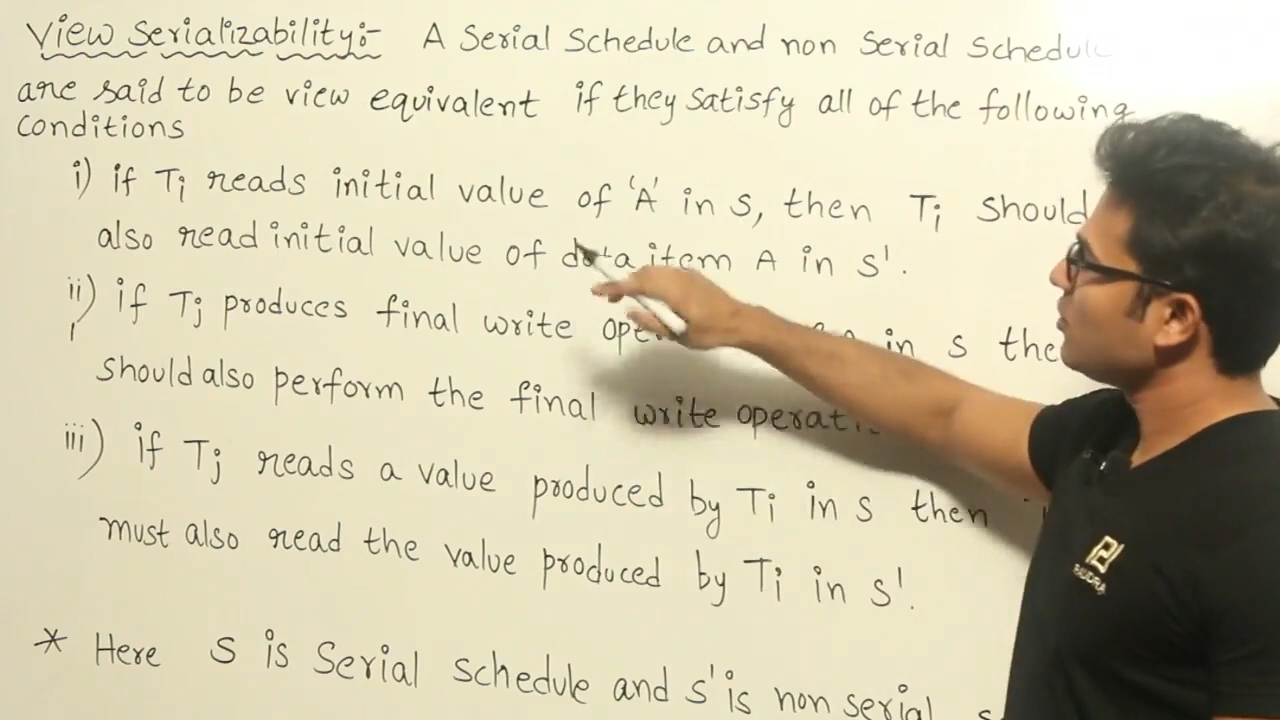 View Serializability:- A Serial Schedule and non Serial Schedule
are said to be view equivalent if they satisfy all of the following
conditions
i) if Ti reads initial value of 'A' in S, then Ti should
also read initial value of data item A in S'.
ii) if Tj produces final write in S
should also perform the final write
iii) if Tj reads a value produced by Ti in S then
must also read the value produced by Ti in S'.
* Here S is Serial Schedule and S' is non serial
RUDRA